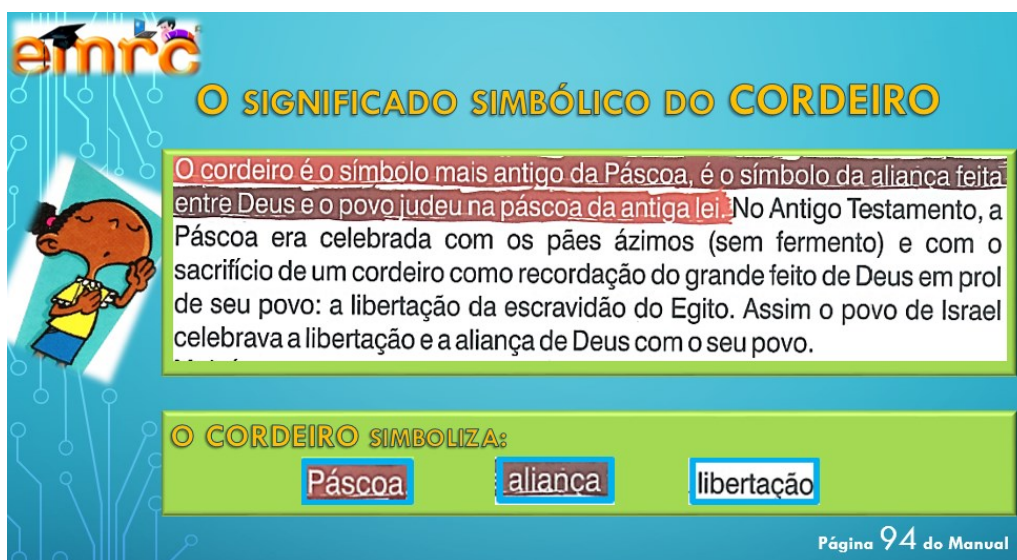 emrc
O SIGNIFICADO SIMBÓLICO DO CORDEIRO
O cordeiro é o símbolo mais antigo da Páscoa, é o símbolo da aliança feita
entre Deus e o povo judeu na páscoa da antiga lei. No Antigo Testamento, a
Páscoa era celebrada com os pães ázimos (sem fermento) e com o
sacrifício de um cordeiro como recordação do grande feito de Deus em prol
de seu povo: a libertação da escravidão do Egito. Assim o povo de Israel
celebrava a libertação e a aliança de Deus com o seu povo.
O CORDEIRO SIMBOLIZA:
Páscoa aliança libertação
Página 94 do Manual